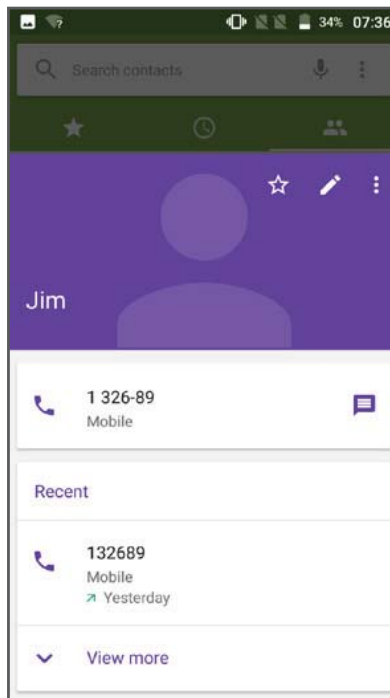 ? 34% 07:36
Search contacts
Jim
1 326-89
Mobile
Recent
132689
Mobile
Yesterday
View more